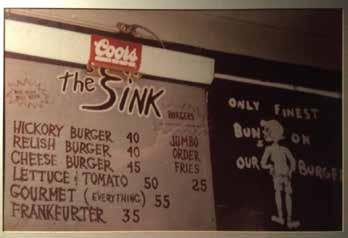 Coors
the SINK
BURGERS
HICKORY BURGER 40
RELISH BURGER 40
CHEESE BURGER 45
LETTUCE & TOMATO 50
GOURMET (EVERYTHING) 55
FRANKFURTER 35
JUMBO
ORDER
FRIES
25
ONLY FINEST
BUNS ON
OUR BURGER